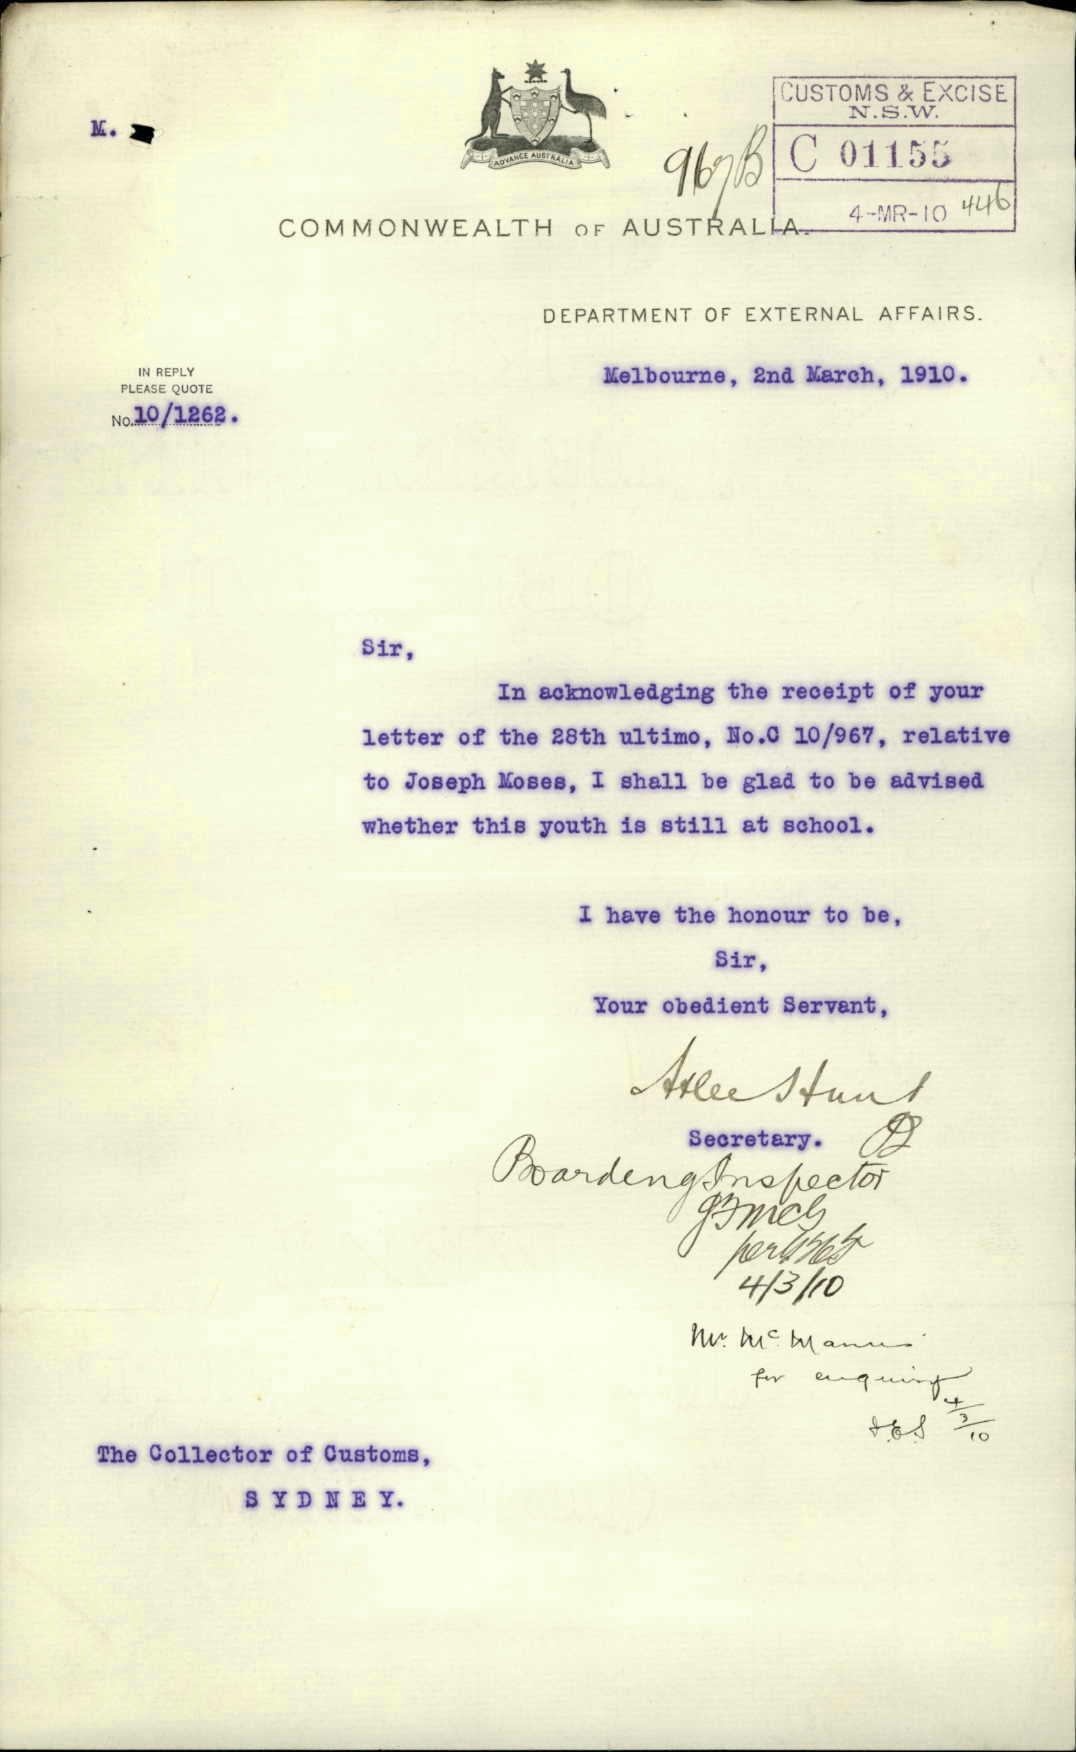 M.
ADVANCE AUSTRALIA
967B
CUSTOMS & EXCISE
N.S.W.
C 01155
4-MR-10 446
COMMONWEALTH OF AUSTRALIA.
DEPARTMENT OF EXTERNAL AFFAIRS.
Melbourne, 2nd March, 1910.
IN REPLY
PLEASE QUOTE
No. 10/1262.
Sir,
In acknowledging the receipt of your
letter of the 28th ultimo, No.C 10/967, relative
to Joseph Moses, I shall be glad to be advised
whether this youth is still at school.
I have the honour to be,
Sir,
Your obedient Servant,
Atlee Hunt
Secretary.
Boarding Inspector
per
4/3/10
Mr. McManus
for enquiry
4/3/10
The Collector of Customs,
SYDNEY.